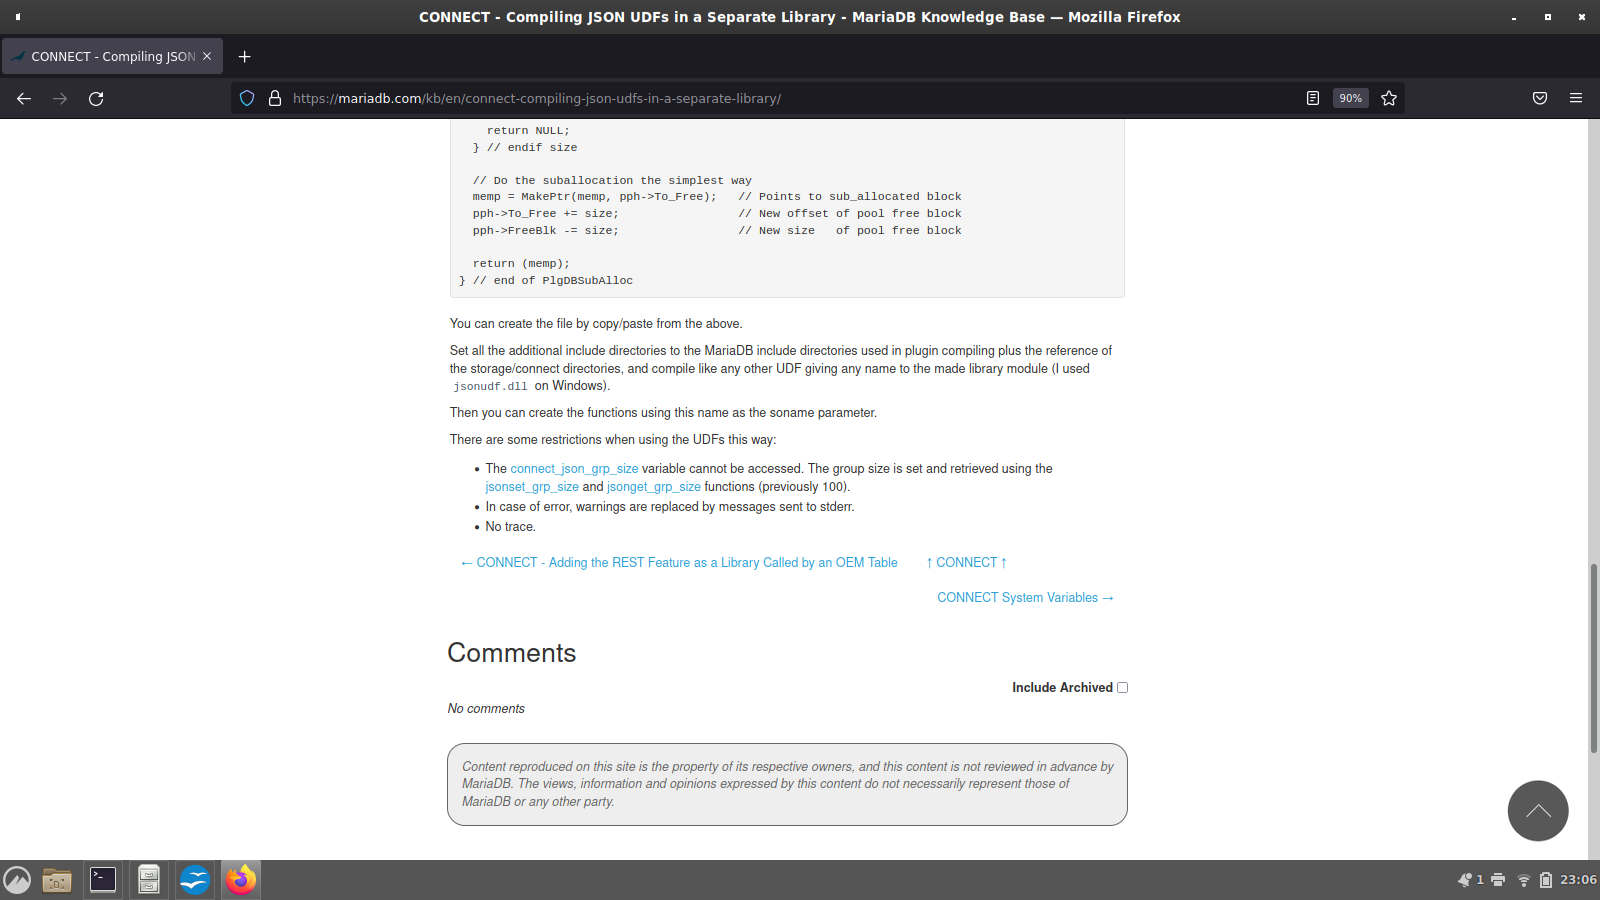 CONNECT - Compiling JSON UDFs in a Separate Library - MariaDB Knowledge Base — Mozilla Firefox
CONNECT - Compiling JSON
https://mariadb.com/kb/en/connect-compiling-json-udfs-in-a-separate-library/
90%
return NULL;
} // endif size
// Do the suballocation the simplest way
memp = MakePtr(memp, pph->To_Free);   // Points to sub_allocated block
pph->To_Free += size;                 // New offset of pool free block
pph->FreeBlk -= size;                 // New size   of pool free block
return (memp);
} // end of PlgDBSubAlloc
You can create the file by copy/paste from the above.
Set all the additional include directories to the MariaDB include directories used in plugin compiling plus the reference of
the storage/connect directories, and compile like any other UDF giving any name to the made library module (I used
jsonudf.dll on Windows).
Then you can create the functions using this name as the soname parameter.
There are some restrictions when using the UDFs this way:
• The connect_json_grp_size variable cannot be accessed. The group size is set and retrieved using the
jsonset_grp_size and jsonget_grp_size functions (previously 100).
• In case of error, warnings are replaced by messages sent to stderr.
• No trace.
← CONNECT - Adding the REST Feature as a Library Called by an OEM Table
↑ CONNECT ↑
CONNECT System Variables →
Comments
Include Archived
No comments
Content reproduced on this site is the property of its respective owners, and this content is not reviewed in advance by
MariaDB. The views, information and opinions expressed by this content do not necessarily represent those of
MariaDB or any other party.
1
23:06